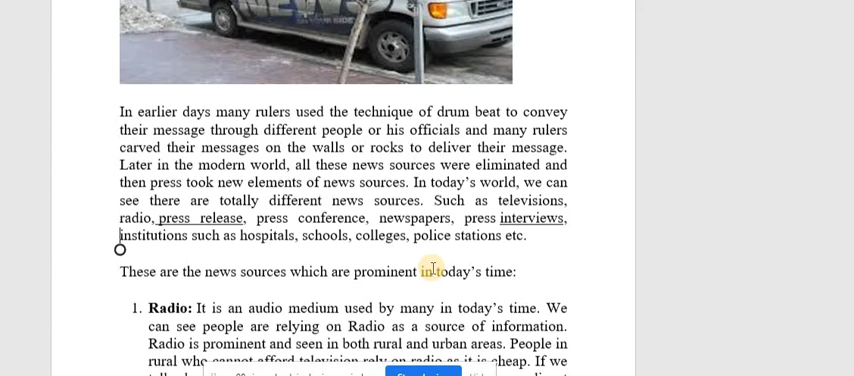 ON YOUR SIDE
In earlier days many rulers used the technique of drum beat to convey
their message through different people or his officials and many rulers
carved their messages on the walls or rocks to deliver their message.
Later in the modern world, all these news sources were eliminated and
then press took new elements of news sources. In today's world, we can
see there are totally different news sources. Such as televisions,
radio, press release, press conference, newspapers, press interviews,
institutions such as hospitals, schools, colleges, police stations etc.
These are the news sources which are prominent in today's time:
1. Radio: It is an audio medium used by many in today's time. We
can see people are relying on Radio as a source of information.
Radio is prominent and seen in both rural and urban areas. People in
rural who cannot afford television rely on radio as it is cheap. If we